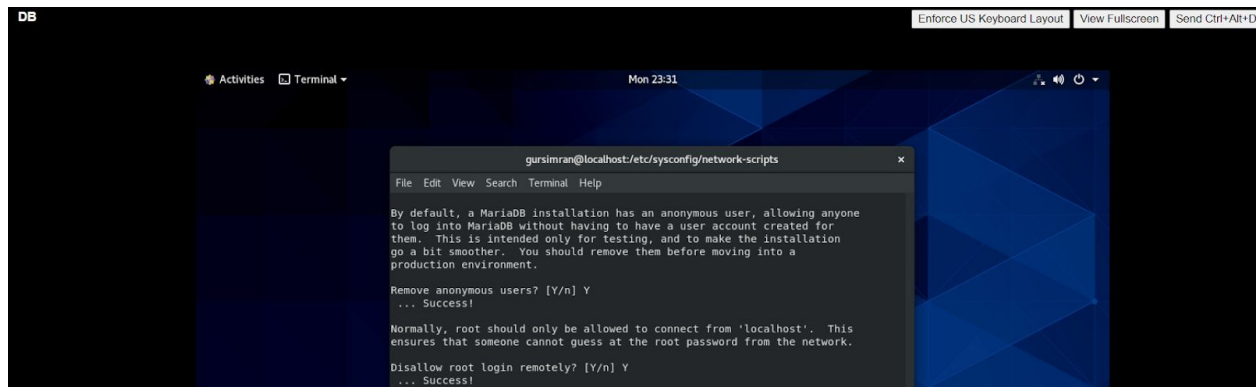 DB
Enforce US Keyboard Layout View Fullscreen Send Ctrl+Alt+D
Activities Terminal Mon 23:31
gursimran@localhost:/etc/sysconfig/network-scripts ×
File Edit View Search Terminal Help
By default, a MariaDB installation has an anonymous user, allowing anyone
to log into MariaDB without having to have a user account created for
them. This is intended only for testing, and to make the installation
go a bit smoother. You should remove them before moving into a
production environment.
Remove anonymous users? [Y/n] Y
... Success!
Normally, root should only be allowed to connect from 'localhost'. This
ensures that someone cannot guess at the root password from the network.
Disallow root login remotely? [Y/n] Y
... Success!